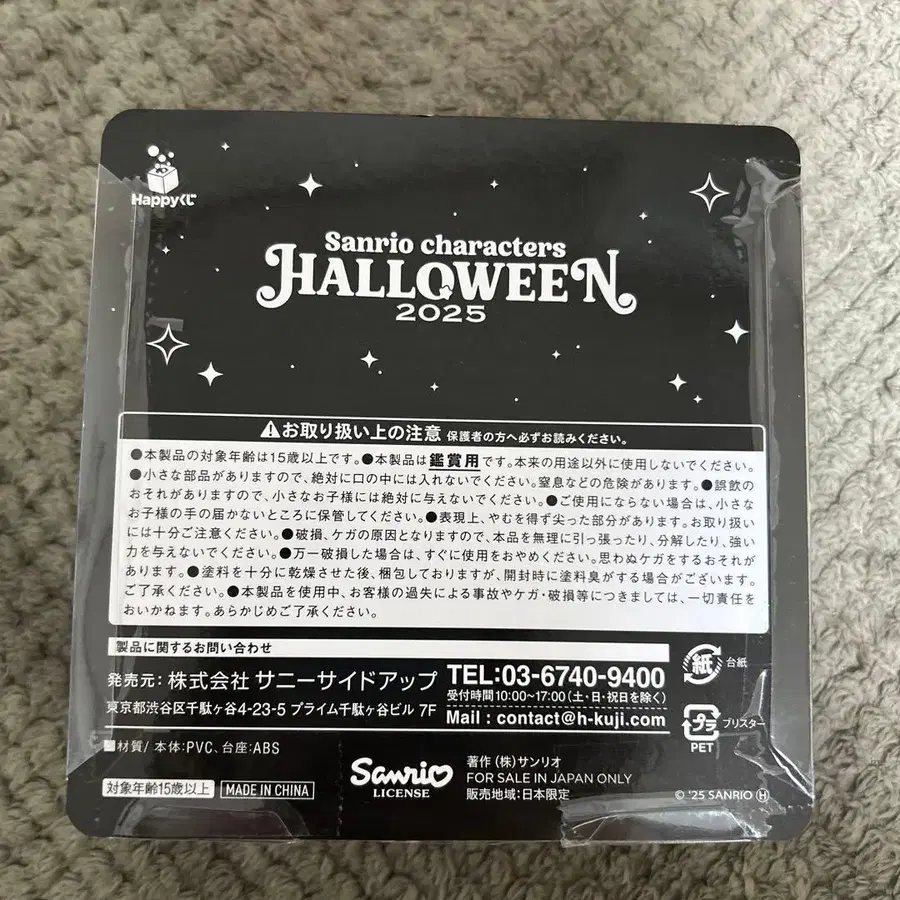 Happyくじ
Sanrio characters
HALLOWEEN
2025
⚠お取り扱い上の注意 保護者の方へ必ずお読みください。
●本製品の対象年齢は15歳以上です。●本製品は鑑賞用です。本来の用途以外に使用しないでください。
●小さな部品がありますので、絶対に口の中には入れないでください。窒息などの危険があります。●誤飲の
おそれがありますので、小さなお子様には絶対に与えないでください。●ご使用にならない場合は、小さな
お子様の手の届かないところに保管してください。●表現上、やむを得ず尖った部分があります。お取り扱い
には十分ご注意ください。●破損、ケガの原因となりますので、本品を無理に引っ張ったり、分解したり、強い
力を与えないでください。●万一破損した場合は、すぐに使用をおやめください。思わぬケガをするおそれが
あります。●塗料を十分に乾燥させた後、梱包しておりますが、開封時に塗料臭がする場合がございます。
ご了承ください。●本製品を使用中、お客様の過失による事故やケガ・破損等につきましては、一切責任を
おいかねます。あらかじめご了承ください。
製品に関するお問い合わせ
発売元: 株式会社 サニーサイドアップ
東京都渋谷区千駄ヶ谷4-23-5 プライム千駄ヶ谷ビル 7F
TEL:03-6740-9400
受付時間10:00~17:00(土・日・祝日を除く)
Mail : contact@h-kuji.com
紙 台紙
プラ ブリスター
PET
■材質/ 本体:PVC、台座:ABS
対象年齢15歳以上
MADE IN CHINA
Sanrio
LICENSE
著作(株)サンリオ
FOR SALE IN JAPAN ONLY
販売地域:日本限定
© '25 SANRIO Ⓗ